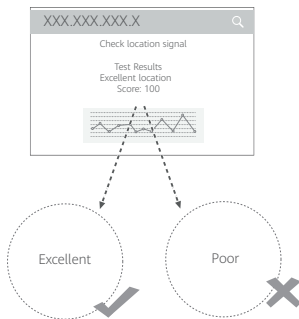 XXX.XXX.XXX.X
Check location signal
Test Results
Excellent location
Score: 100
Excellent
Poor